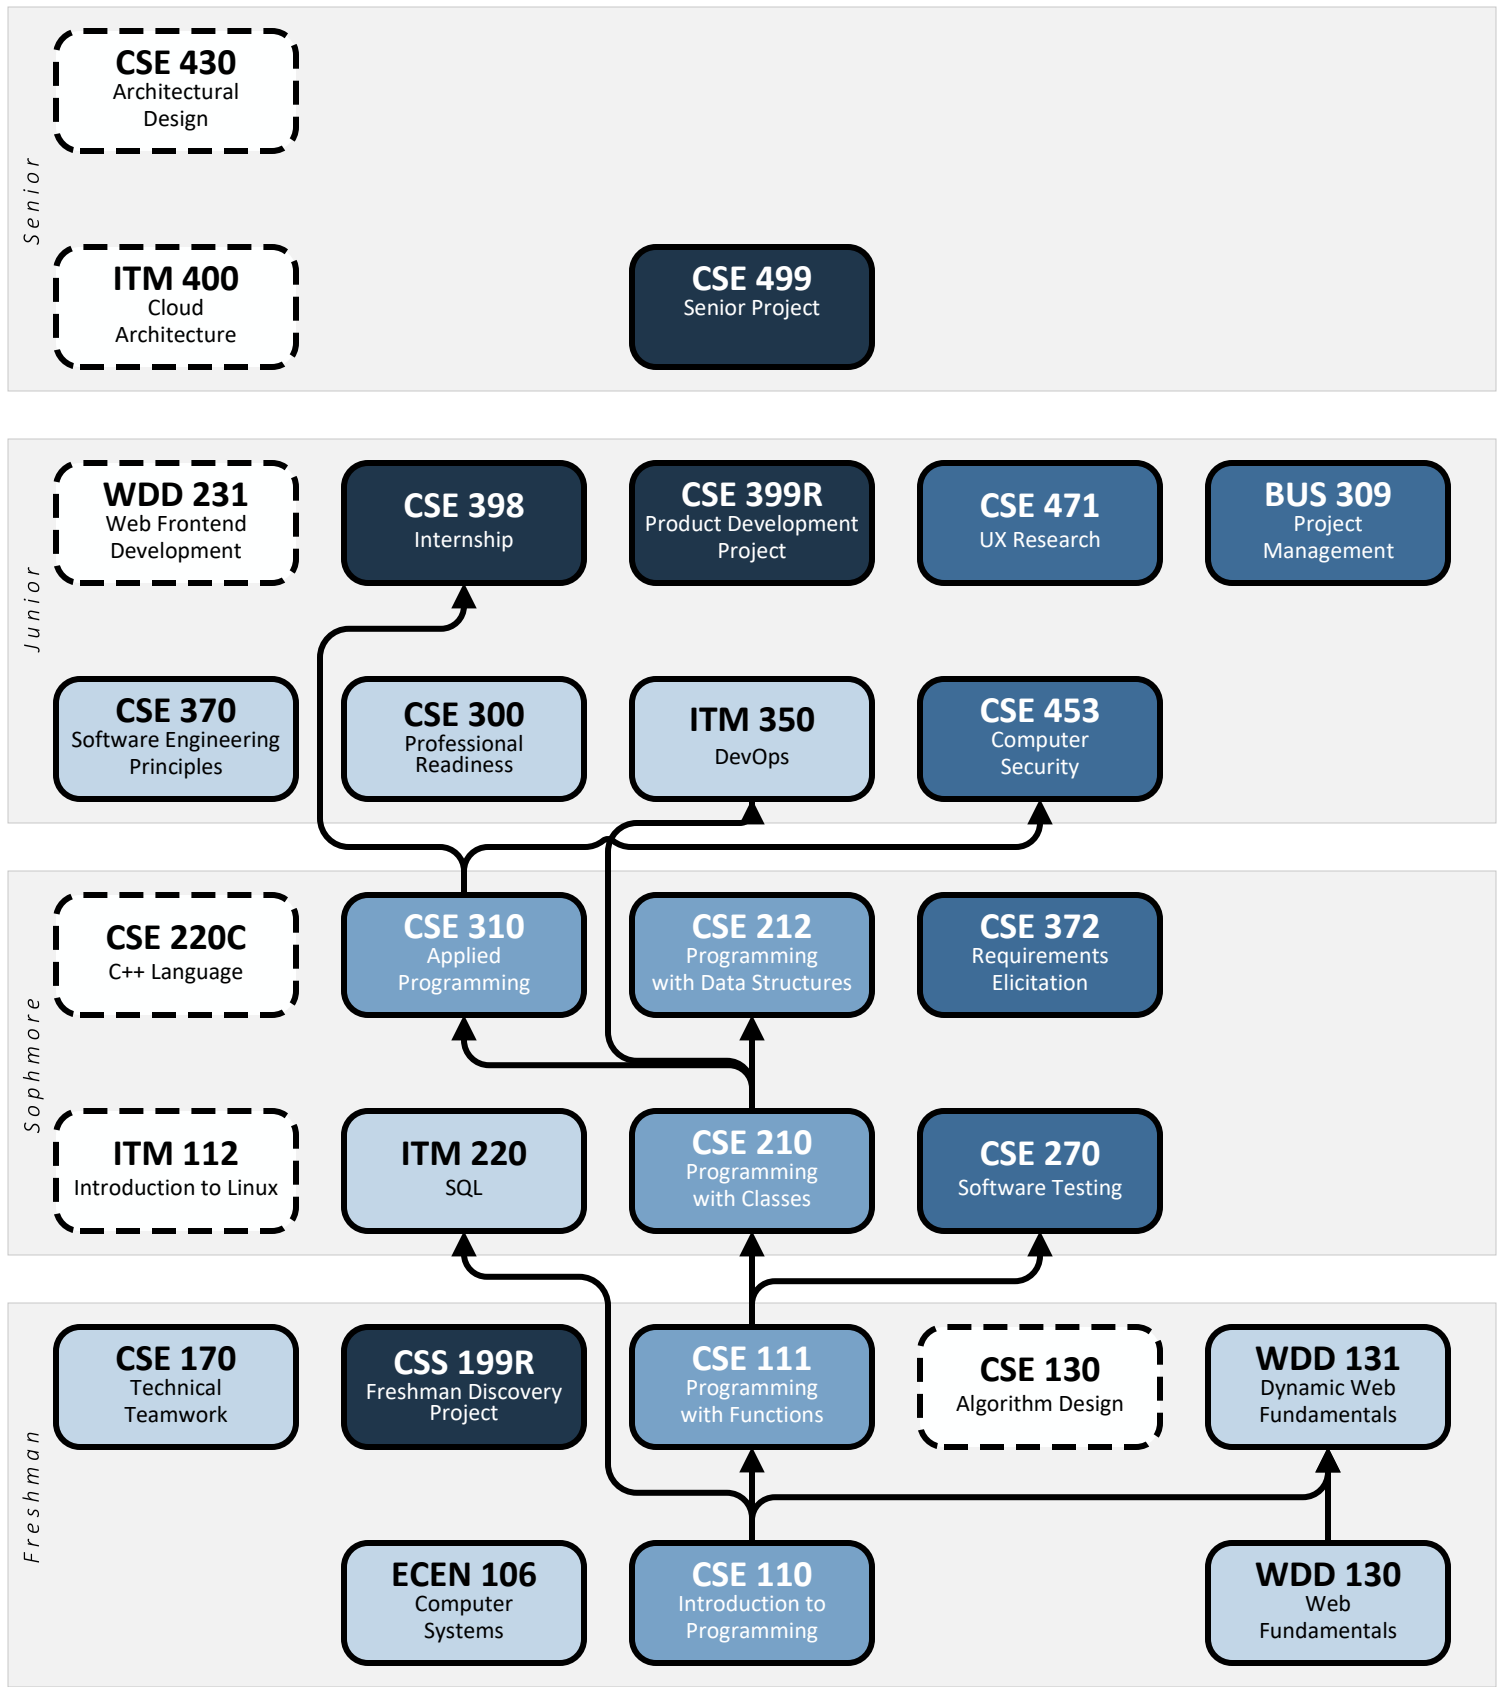 Senior
CSE 430
Architectural
Design
ITM 400
Cloud
Architecture
CSE 499
Senior Project
Junior
WDD 231
Web Frontend
Development
CSE 398
Internship
CSE 399R
Product Development
Project
CSE 471
UX Research
BUS 309
Project
Management
CSE 370
Software Engineering
Principles
CSE 300
Professional
Readiness
ITM 350
DevOps
CSE 453
Computer
Security
Sophmore
CSE 220C
C++ Language
CSE 310
Applied
Programming
CSE 212
Programming
with Data Structures
CSE 372
Requirements
Elicitation
ITM 112
Introduction to Linux
ITM 220
SQL
CSE 210
Programming
with Classes
CSE 270
Software Testing
Freshman
CSE 170
Technical
Teamwork
CSS 199R
Freshman Discovery
Project
CSE 111
Programming
with Functions
CSE 130
Algorithm Design
WDD 131
Dynamic Web
Fundamentals
ECEN 106
Computer
Systems
CSE 110
Introduction to
Programming
WDD 130
Web
Fundamentals